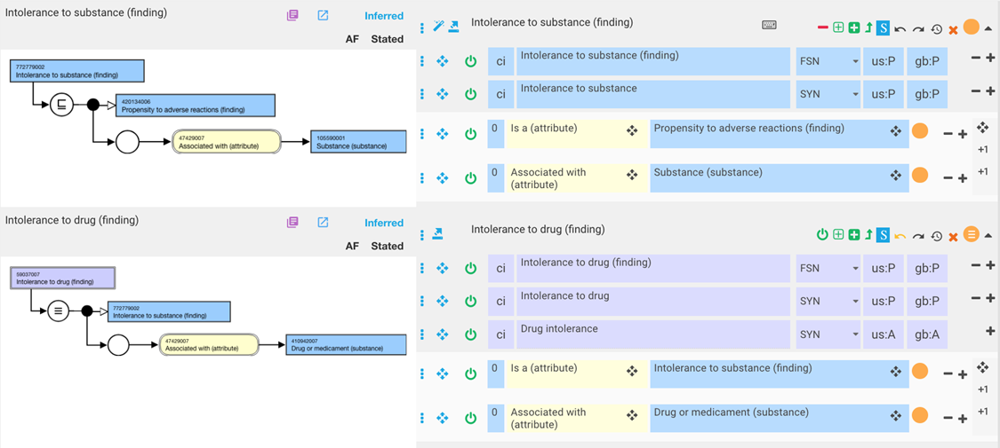 Intolerance to substance (finding)
Inferred
AF Stated
772779002
Intolerance to substance (finding)
⊑
420134006
Propensity to adverse reactions (finding)
47429007
Associated with (attribute)
105590001
Substance (substance)
Intolerance to substance (finding)
S
ci Intolerance to substance (finding) FSN us:P gb:P
ci Intolerance to substance SYN us:P gb:P
0 Is a (attribute) Propensity to adverse reactions (finding)
+1
0 Associated with (attribute) Substance (substance)
+1
Intolerance to drug (finding)
Inferred
AF Stated
59037007
Intolerance to drug (finding)
≡
772779002
Intolerance to substance (finding)
47429007
Associated with (attribute)
410942007
Drug or medicament (substance)
Intolerance to drug (finding)
S
ci Intolerance to drug (finding) FSN us:P gb:P
ci Intolerance to drug SYN us:P gb:P
ci Drug intolerance SYN us:A gb:A
0 Is a (attribute) Intolerance to substance (finding)
+1
0 Associated with (attribute) Drug or medicament (substance)
+1